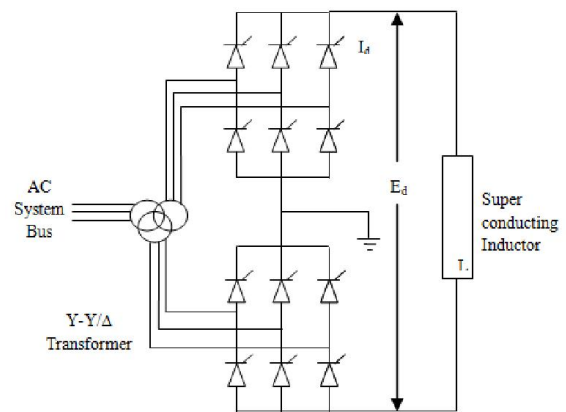 I_d
AC
System
Bus
E_d
Super
conducting
Inductor
L
Y-Y/Δ
Transformer